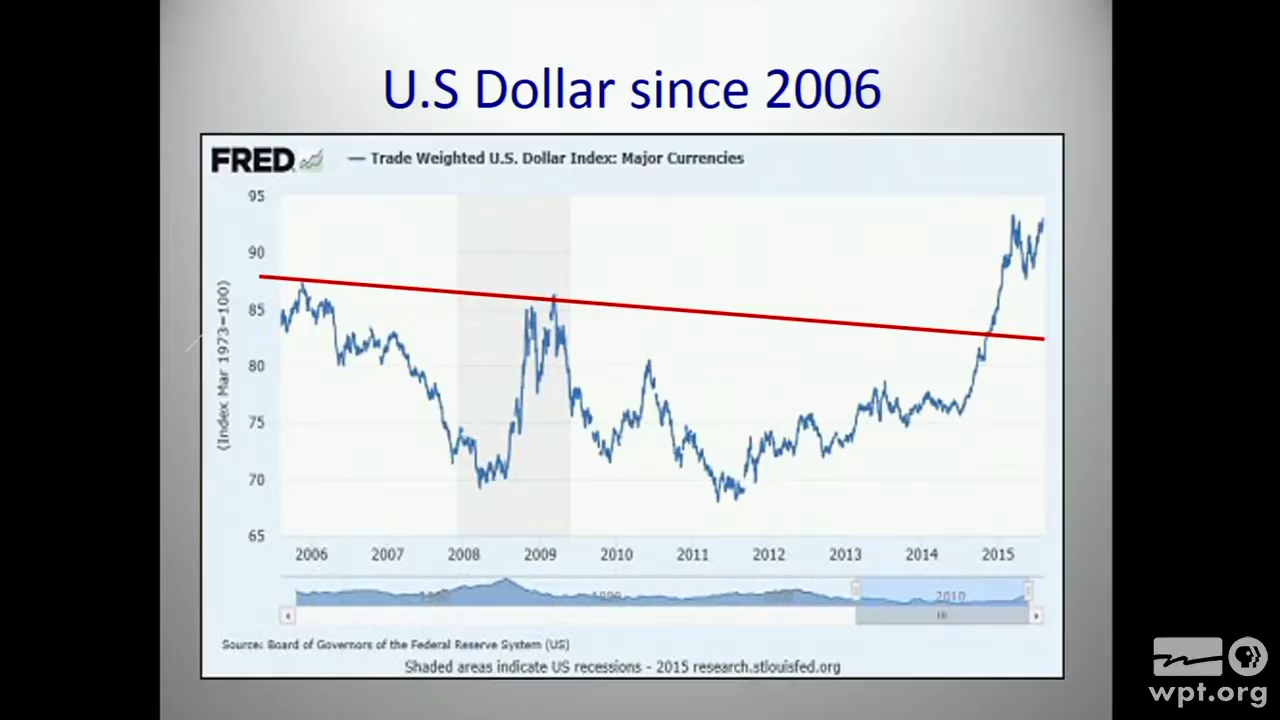 U.S Dollar since 2006
FRED
Trade Weighted U.S. Dollar Index: Major Currencies
95
90
85
80
75
70
65
(Index Mar 1973=100)
2006 2007 2008 2009 2010 2011 2012 2013 2014 2015
2010
Source: Board of Governors of the Federal Reserve System (US)
Shaded areas indicate US recessions - 2015 research.stlouisfed.org
PBS
wpt.org